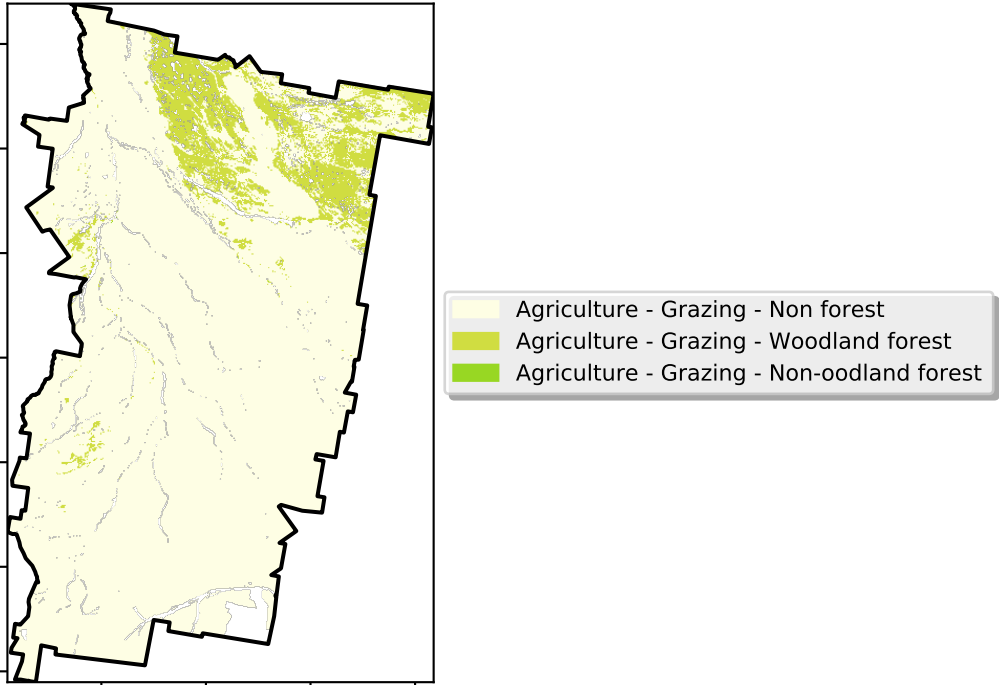 Agriculture - Grazing - Non forest
Agriculture - Grazing - Woodland forest
Agriculture - Grazing - Non-oodland forest